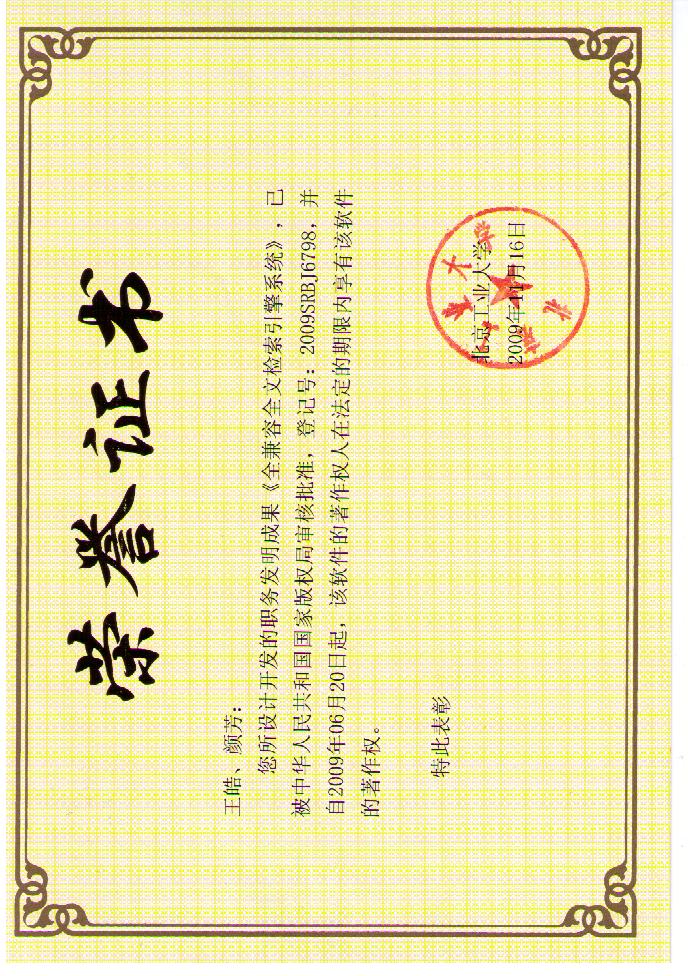 荣誉证书
王皓、颜芳：
您所设计开发的职务发明成果《全兼容全文检索引擎系统》，已
被中华人民共和国国家版权局审核批准，登记号：2009SRBJ6798，并
自2009年06月20日起，该软件的著作权人在法定的期限内享有该软件
的著作权。
特此表彰
北京工业大学
北京工业大学
2009年11月16日